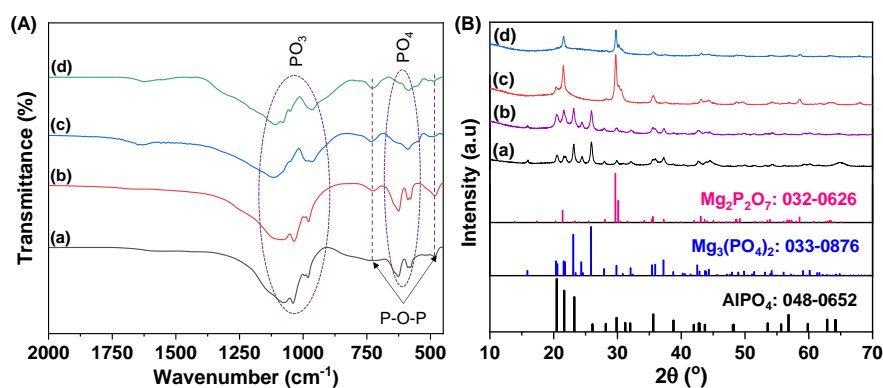 (A)
PO₃
PO₄
(d)
(c)
(b)
(a)
P-O-P
Transmittance (%)
2000 1750 1500 1250 1000 750 500
Wavenumber (cm⁻¹)
(B)
(d)
(c)
(b)
(a)
Mg₂P₂O₇: 032-0626
Mg₃(PO₄)₂: 033-0876
AlPO₄: 048-0652
Intensity (a.u)
10 20 30 40 50 60 70
2θ (°)